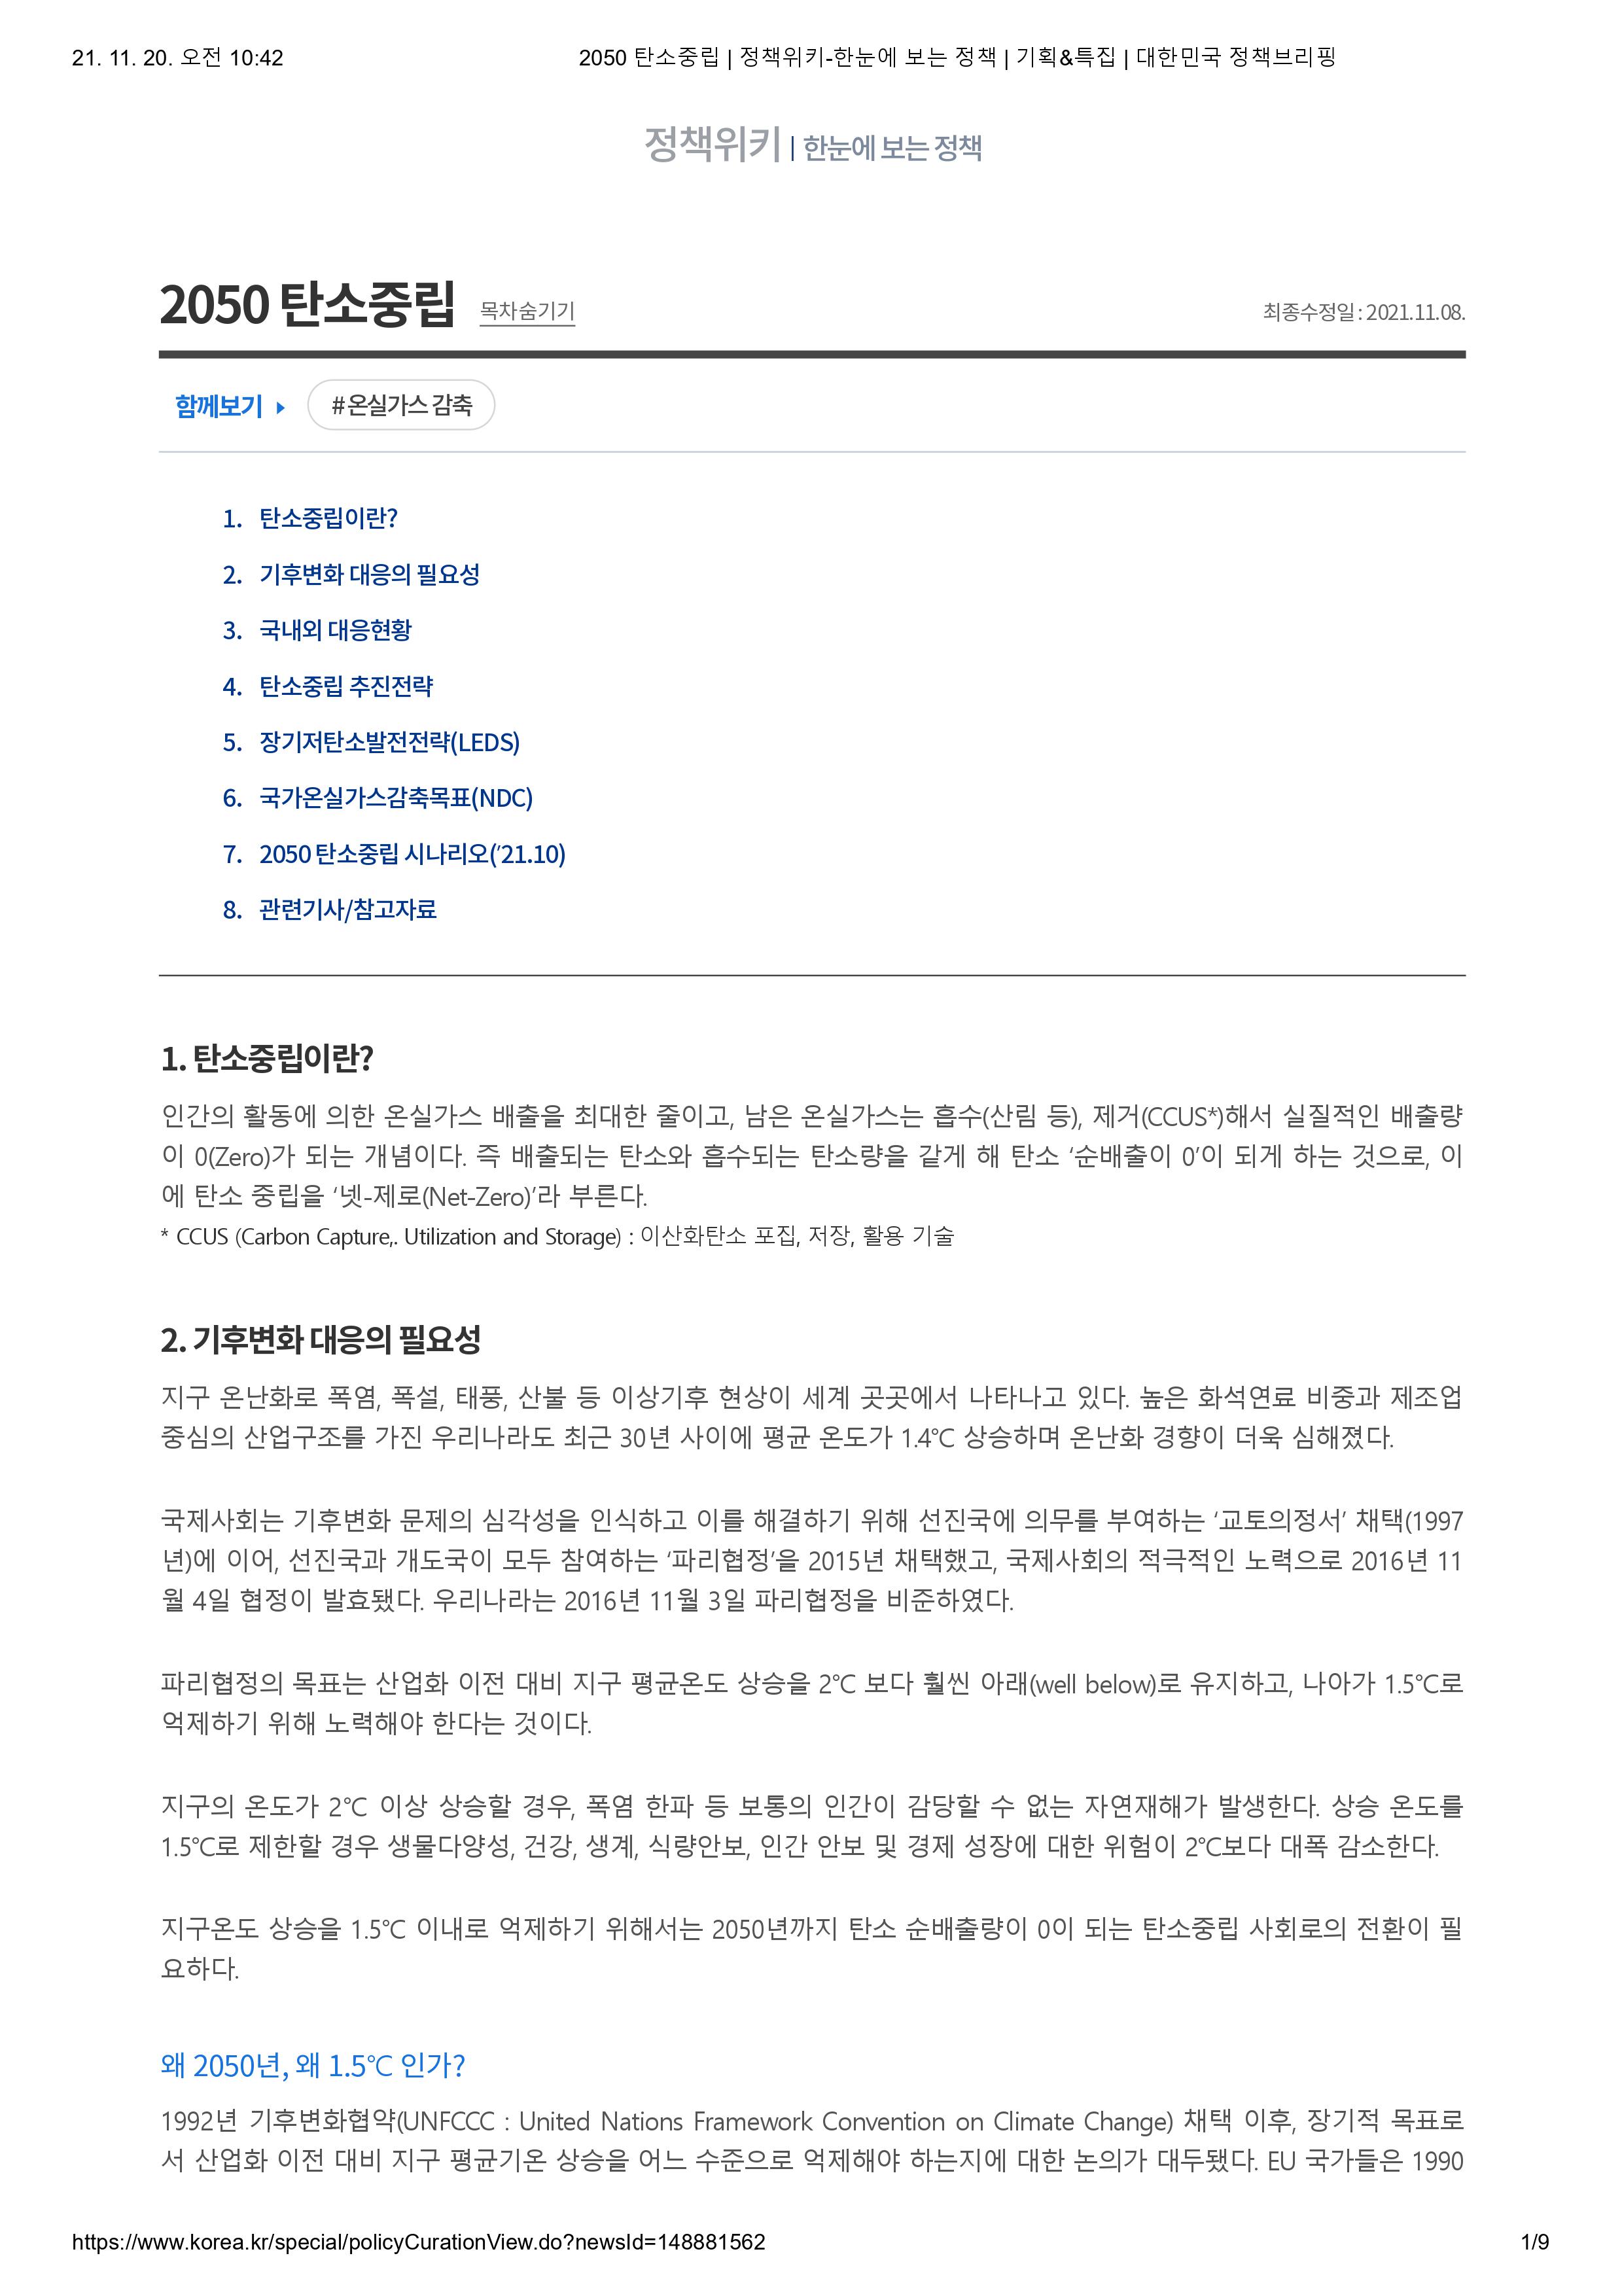 21. 11. 20. 오전 10:42
2050 탄소중립 | 정책위키-한눈에 보는 정책 | 기획&특집 | 대한민국 정책브리핑
정책위키 | 한눈에 보는 정책
2050 탄소중립 목차숨기기
최종수정일 : 2021.11.08.
함께보기
#온실가스 감축
1. 탄소중립이란?
2. 기후변화 대응의 필요성
3. 국내외 대응현황
4. 탄소중립 추진전략
5. 장기저탄소발전전략(LEDS)
6. 국가온실가스감축목표(NDC)
7. 2050 탄소중립 시나리오(’21.10)
8. 관련기사/참고자료
1. 탄소중립이란?
인간의 활동에 의한 온실가스 배출을 최대한 줄이고, 남은 온실가스는 흡수(산림 등), 제거(CCUS*)해서 실질적인 배출량
이 0(Zero)가 되는 개념이다. 즉 배출되는 탄소와 흡수되는 탄소량을 같게 해 탄소 ‘순배출이 0’이 되게 하는 것으로, 이
에 탄소 중립을 ‘넷-제로(Net-Zero)’라 부른다.
* CCUS (Carbon Capture,. Utilization and Storage) : 이산화탄소 포집, 저장, 활용 기술
2. 기후변화 대응의 필요성
지구 온난화로 폭염, 폭설, 태풍, 산불 등 이상기후 현상이 세계 곳곳에서 나타나고 있다. 높은 화석연료 비중과 제조업
중심의 산업구조를 가진 우리나라도 최근 30년 사이에 평균 온도가 1.4℃ 상승하며 온난화 경향이 더욱 심해졌다.
국제사회는 기후변화 문제의 심각성을 인식하고 이를 해결하기 위해 선진국에 의무를 부여하는 ‘교토의정서’ 채택(1997
년)에 이어, 선진국과 개도국이 모두 참여하는 ‘파리협정’을 2015년 채택했고, 국제사회의 적극적인 노력으로 2016년 11
월 4일 협정이 발효됐다. 우리나라는 2016년 11월 3일 파리협정을 비준하였다.
파리협정의 목표는 산업화 이전 대비 지구 평균온도 상승을 2℃ 보다 훨씬 아래(well below)로 유지하고, 나아가 1.5℃로
억제하기 위해 노력해야 한다는 것이다.
지구의 온도가 2℃ 이상 상승할 경우, 폭염 한파 등 보통의 인간이 감당할 수 없는 자연재해가 발생한다. 상승 온도를
1.5℃로 제한할 경우 생물다양성, 건강, 생계, 식량안보, 인간 안보 및 경제 성장에 대한 위험이 2℃보다 대폭 감소한다.
지구온도 상승을 1.5℃ 이내로 억제하기 위해서는 2050년까지 탄소 순배출량이 0이 되는 탄소중립 사회로의 전환이 필
요하다.
왜 2050년, 왜 1.5℃ 인가?
1992년 기후변화협약(UNFCCC : United Nations Framework Convention on Climate Change) 채택 이후, 장기적 목표로
서 산업화 이전 대비 지구 평균기온 상승을 어느 수준으로 억제해야 하는지에 대한 논의가 대두됐다. EU 국가들은 1990
https://www.korea.kr/special/policyCurationView.do?newsId=148881562
1/9